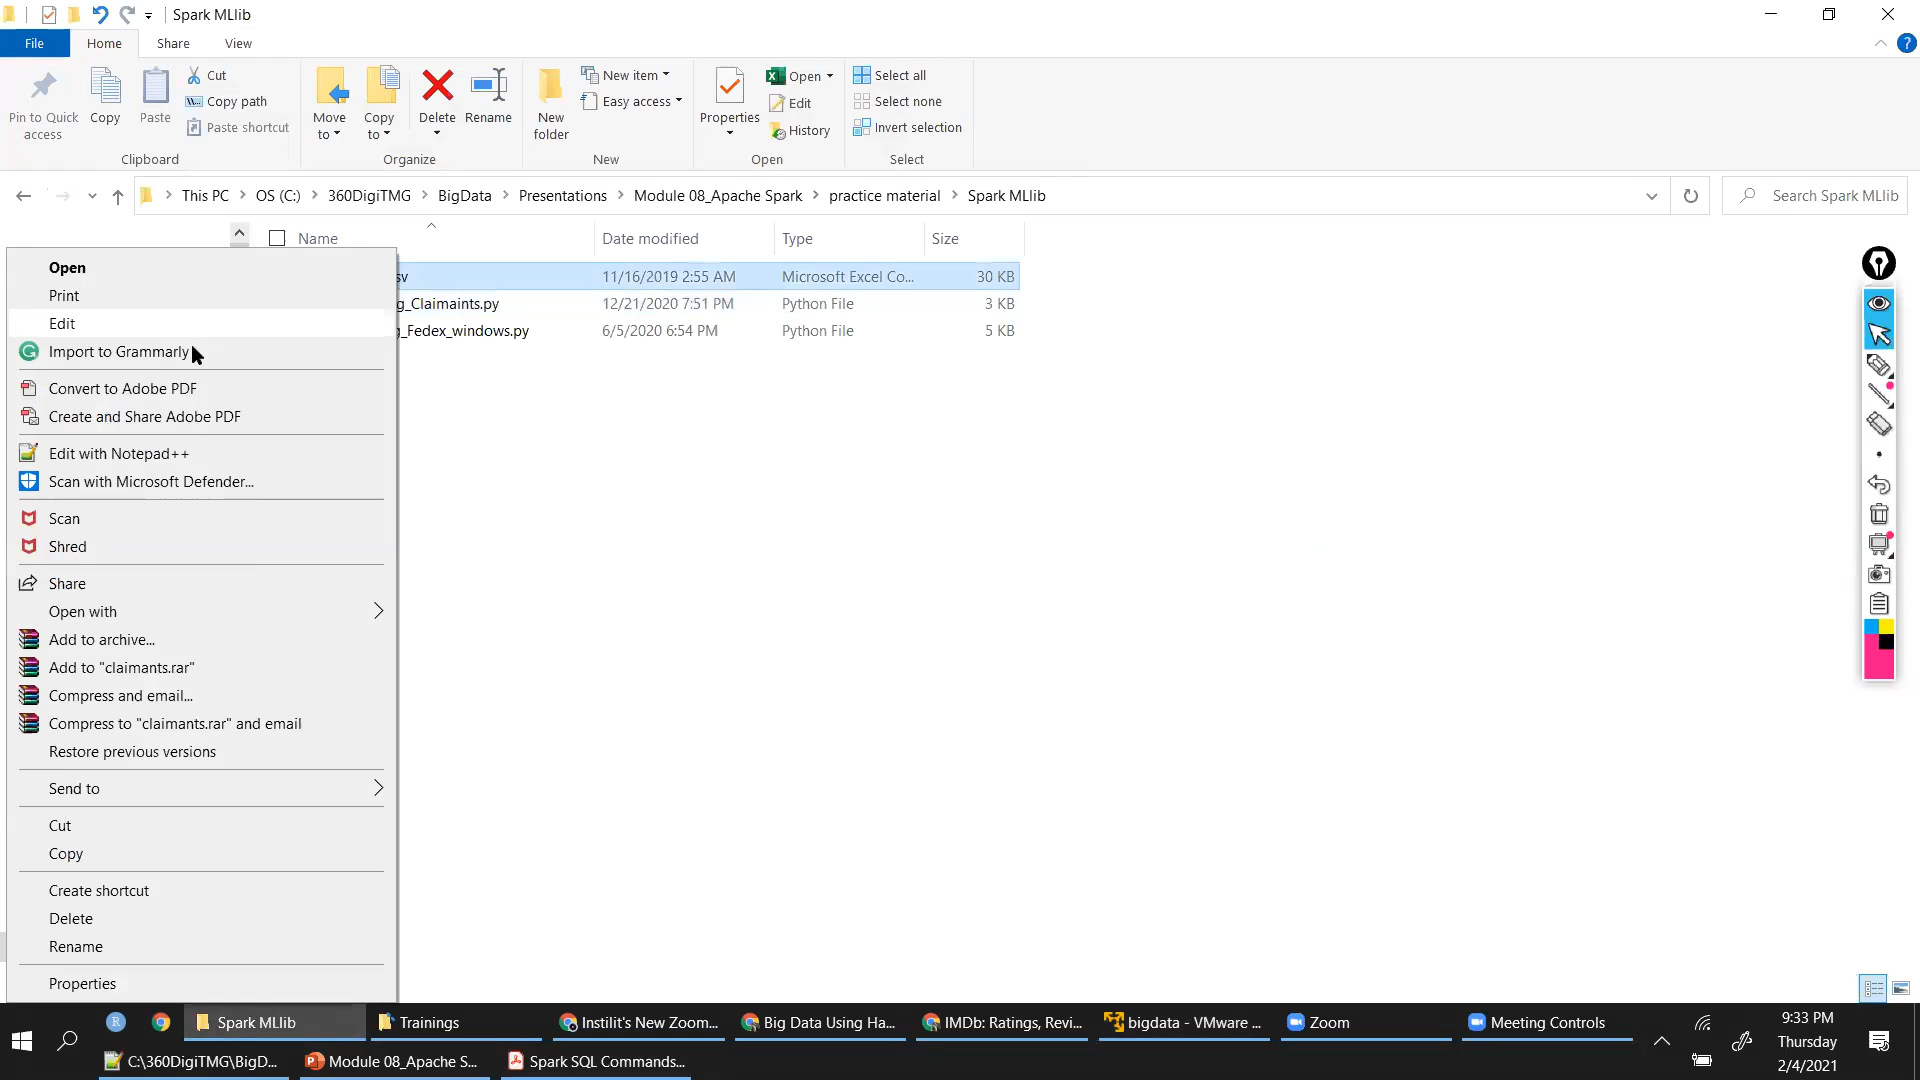 Spark MLlib
File Home Share View
Pin to Quick access
Copy
Paste
Cut
Copy path
Paste shortcut
Clipboard
Move to
Copy to
Delete
Rename
Organize
New folder
New item
Easy access
New
Properties
Open
Edit
History
Open
Select all
Select none
Invert selection
Select
This PC > OS (C:) > 360DigiTMG > BigData > Presentations > Module 08_Apache Spark > practice material > Spark MLlib
Search Spark MLlib
Name Date modified Type Size
sv 11/16/2019 2:55 AM Microsoft Excel Co... 30 KB
g_Claimaints.py 12/21/2020 7:51 PM Python File 3 KB
g_Fedex_windows.py 6/5/2020 6:54 PM Python File 5 KB
Open
Print
Edit
Import to Grammarly
Convert to Adobe PDF
Create and Share Adobe PDF
Edit with Notepad++
Scan with Microsoft Defender...
Scan
Shred
Share
Open with
Add to archive...
Add to "claimants.rar"
Compress and email...
Compress to "claimants.rar" and email
Restore previous versions
Send to
Cut
Copy
Create shortcut
Delete
Rename
Properties
R
Spark MLlib
Trainings
Instilit's New Zoom...
Big Data Using Ha...
IMDb: Ratings, Revi...
bigdata - VMware ...
Zoom
Meeting Controls
C:\360DigiTMG\BigD...
Module 08_Apache S...
Spark SQL Commands...
9:33 PM
Thursday
2/4/2021